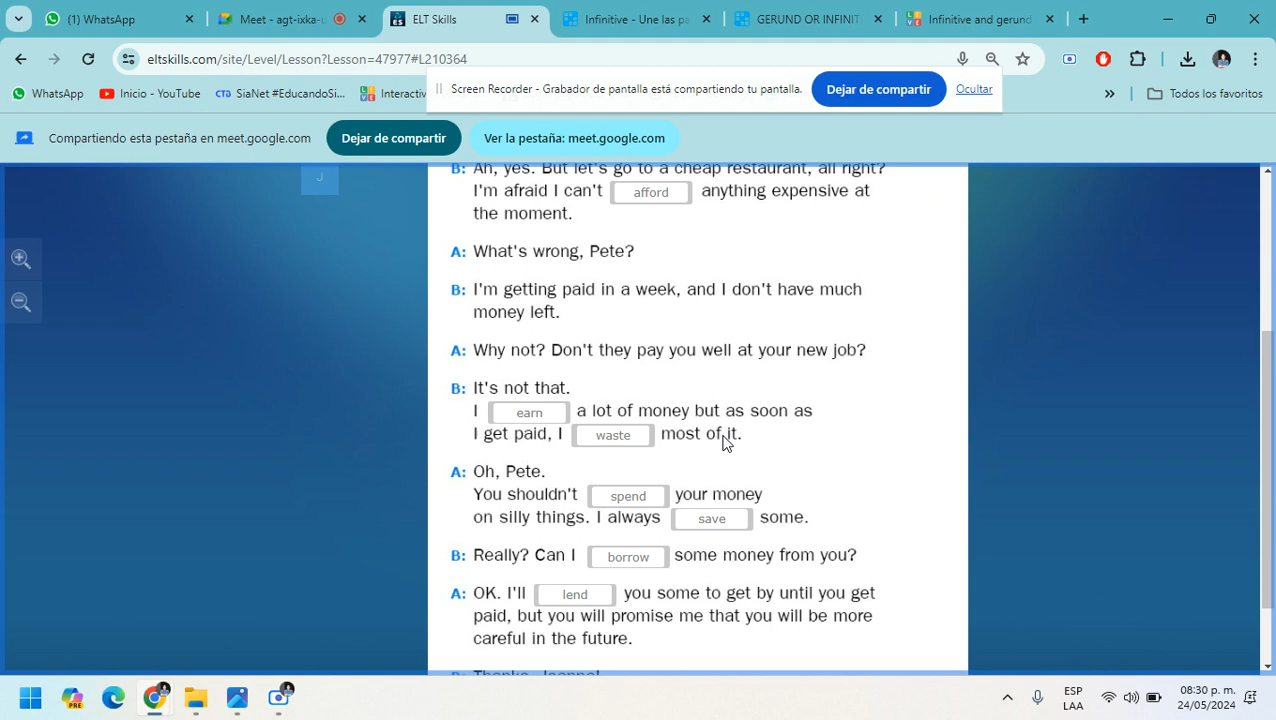 (1) WhatsApp
Meet - agt-ixka-u
ELT Skills
Infinitive - Une las pa
GERUND OR INFINIT
Infinitive and gerund
eltskills.com/site/Level/Lesson?Lesson=47977#L210364
Screen Recorder - Grabador de pantalla está compartiendo tu pantalla.
Dejar de compartir
Ocultar
WhatsApp
Inicio - YouTube
CTA SiaNet #EducandoSi...
Interactiv
Todos los favoritos
Compartiendo esta pestaña en meet.google.com
Dejar de compartir
Ver la pestaña: meet.google.com
J
B: Ah, yes. But let's go to a cheap restaurant, all right?
I'm afraid I can't afford anything expensive at
the moment.
A: What's wrong, Pete?
B: I'm getting paid in a week, and I don't have much
money left.
A: Why not? Don't they pay you well at your new job?
B: It's not that.
I earn a lot of money but as soon as
I get paid, I waste most of it.
A: Oh, Pete.
You shouldn't spend your money
on silly things. I always save some.
B: Really? Can I borrow some money from you?
A: OK. I'll lend you some to get by until you get
paid, but you will promise me that you will be more
careful in the future.
B: Thanks, Joanna!
PRE
ESP
LAA
08:30 p. m.
24/05/2024